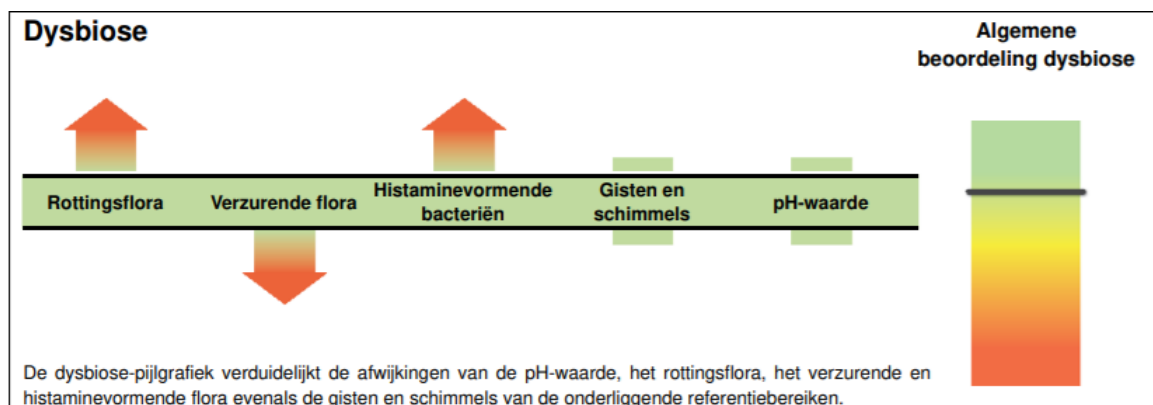 Dysbiose
Algemene
beoordeling dysbiose
Rottingsflora
Verzurende flora
Histaminevormende
bacteriën
Gisten en
schimmels
pH-waarde
De dysbiose-pijlgrafiek verduidelijkt de afwijkingen van de pH-waarde, het rottingsflora, het verzurende en
histaminevormende flora evenals de gisten en schimmels van de onderliggende referentiebereiken.